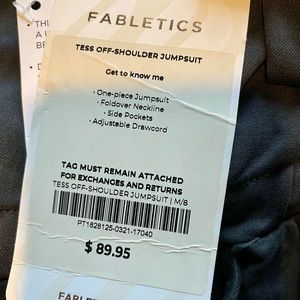 FABLETICS
TESS OFF-SHOULDER JUMPSUIT
Get to know me
· One-piece Jumpsuit
· Foldover Neckline
· Side Pockets
· Adjustable Drawcord
TAG MUST REMAIN ATTACHED
FOR EXCHANGES AND RETURNS
TESS OFF-SHOULDER JUMPSUIT | M/8
PT1828125-0321-17040
$ 89.95